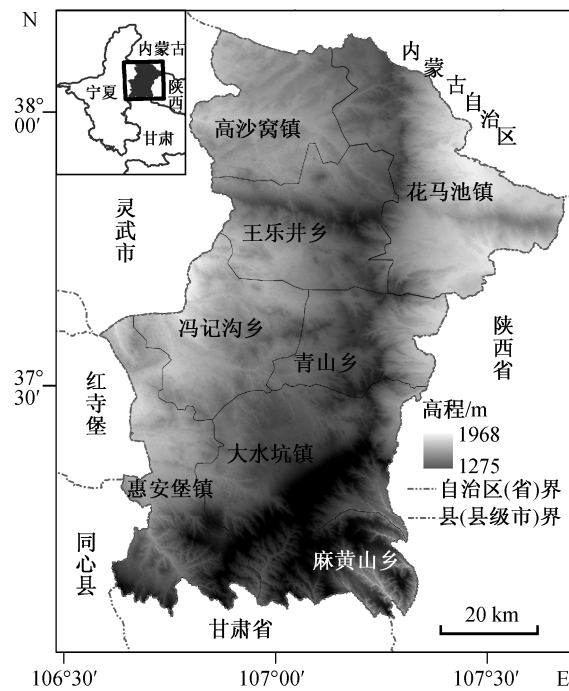 N
内蒙古
宁夏
陕西
甘肃
38°
00′
37°
30′
内蒙古自治区
高沙窝镇
花马池镇
灵武市
王乐井乡
冯记沟乡
陕西省
青山乡
红寺堡
高程/m
1968
1275
大水坑镇
惠安堡镇
自治区(省)界
县(县级市)界
同心县
麻黄山乡
甘肃省
20 km
106°30′
107°00′
107°30′
E